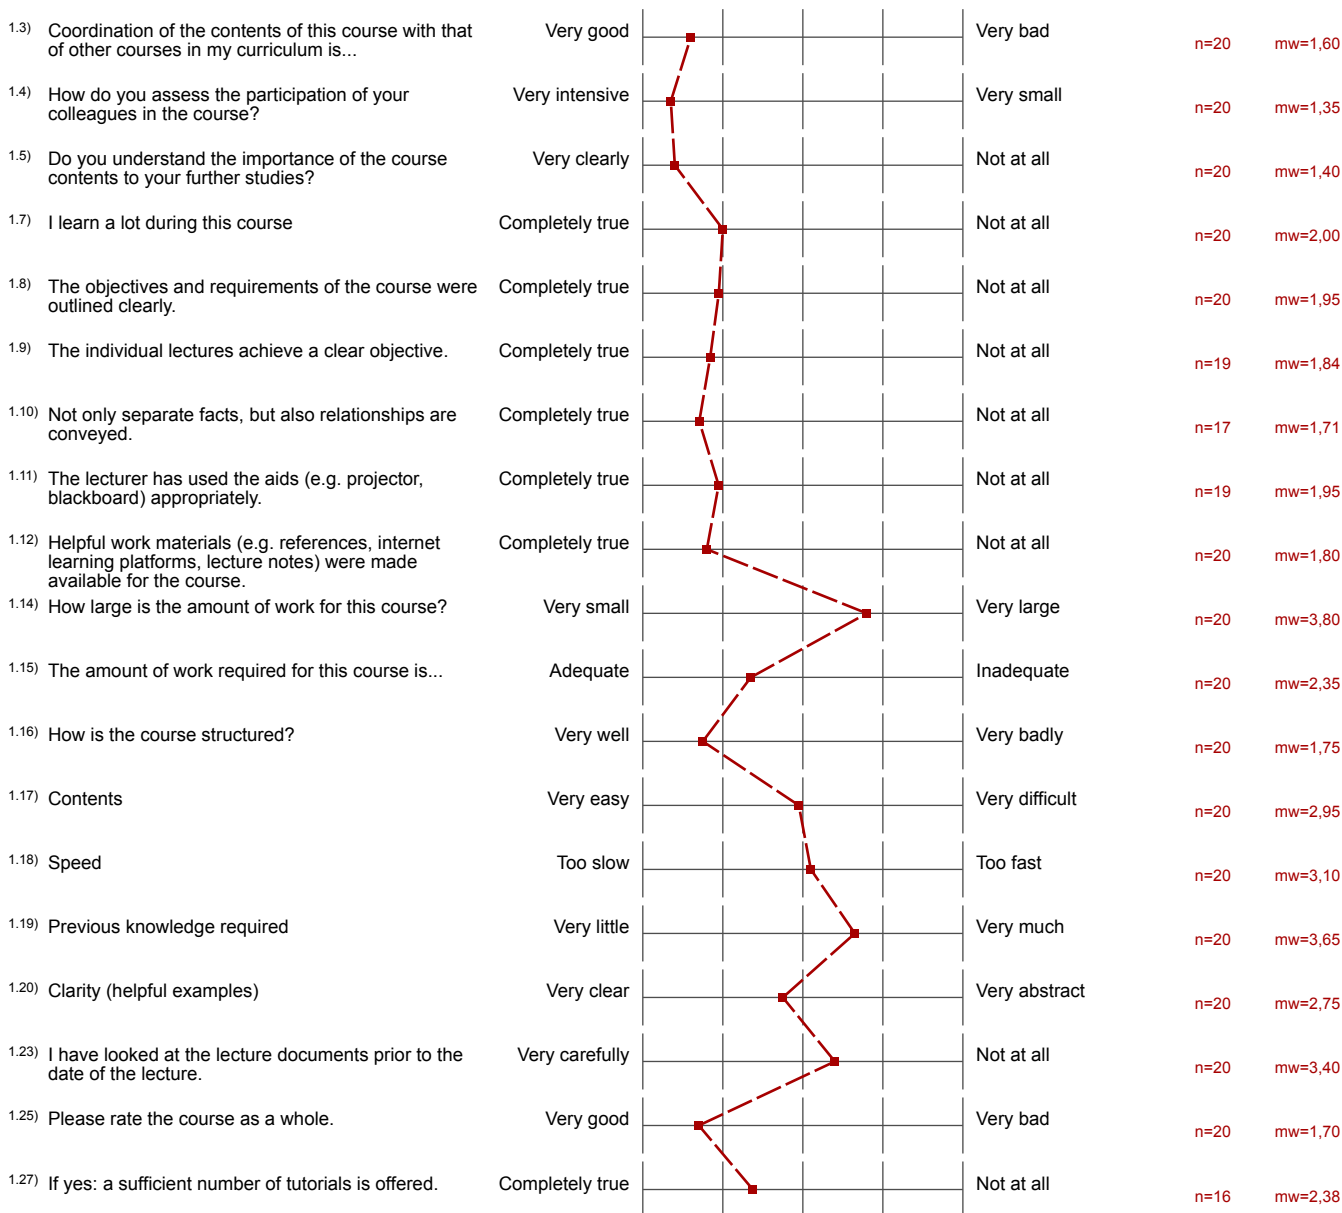 1.3) Coordination of the contents of this course with that Very good Very bad
of other courses in my curriculum is... n=20 mw=1,60
1.4) How do you assess the participation of your Very intensive Very small
colleagues in the course? n=20 mw=1,35
1.5) Do you understand the importance of the course Very clearly Not at all
contents to your further studies? n=20 mw=1,40
1.7) I learn a lot during this course Completely true Not at all
n=20 mw=2,00
1.8) The objectives and requirements of the course were Completely true Not at all
outlined clearly. n=20 mw=1,95
1.9) The individual lectures achieve a clear objective. Completely true Not at all
n=19 mw=1,84
1.10) Not only separate facts, but also relationships are Completely true Not at all
conveyed. n=17 mw=1,71
1.11) The lecturer has used the aids (e.g. projector, Completely true Not at all
blackboard) appropriately. n=19 mw=1,95
1.12) Helpful work materials (e.g. references, internet Completely true Not at all
learning platforms, lecture notes) were made n=20 mw=1,80
available for the course.
1.14) How large is the amount of work for this course? Very small Very large
n=20 mw=3,80
1.15) The amount of work required for this course is... Adequate Inadequate
n=20 mw=2,35
1.16) How is the course structured? Very well Very badly
n=20 mw=1,75
1.17) Contents Very easy Very difficult
n=20 mw=2,95
1.18) Speed Too slow Too fast
n=20 mw=3,10
1.19) Previous knowledge required Very little Very much
n=20 mw=3,65
1.20) Clarity (helpful examples) Very clear Very abstract
n=20 mw=2,75
1.23) I have looked at the lecture documents prior to the Very carefully Not at all
date of the lecture. n=20 mw=3,40
1.25) Please rate the course as a whole. Very good Very bad
n=20 mw=1,70
1.27) If yes: a sufficient number of tutorials is offered. Completely true Not at all
n=16 mw=2,38